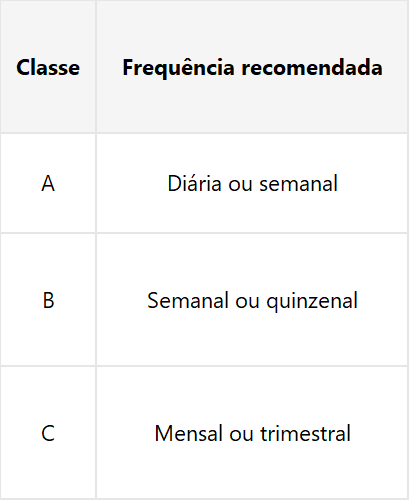 Classe Frequência recomendada
A Diária ou semanal
B Semanal ou quinzenal
C Mensal ou trimestral